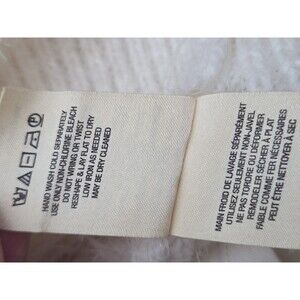 HAND WASH COLD SEPARATELY
USE ONLY NON-CHLORINE BLEACH
DO NOT WRING OR TWIST
RESHAPE & LAY FLAT TO DRY
LOW IRON AS NEEDED
MAY BE DRY CLEANED
MAIN FROID DE LAVAGE SÉPARÉMENT
UTILISEZ SEULEMENT NON-JAVEL
NE PAS TORDRE OU DÉFORMER
REMODELER SÉCHER À PLAT
FAIBLE COMME FER NÉCESSAIRE
PEUT ÊTRE NETTOYER À SEC